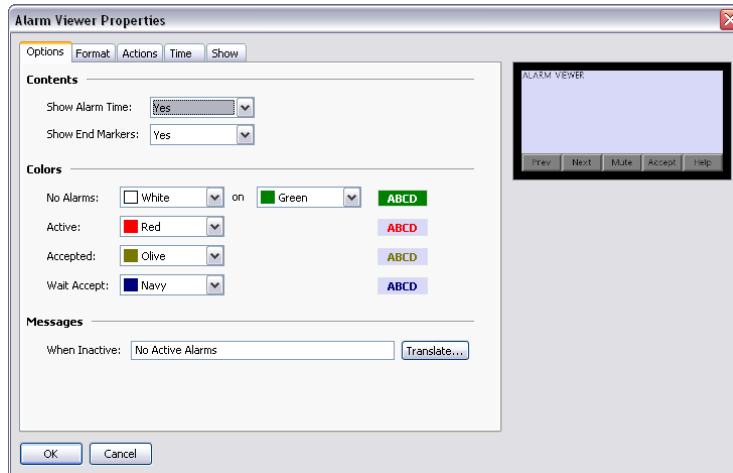 Alarm Viewer Properties
Options Format Actions Time Show
Contents
Show Alarm Time: Yes
Show End Markers: Yes
Colors
No Alarms: White on Green ABCD
Active: Red ABCD
Accepted: Olive ABCD
Wait Accept: Navy ABCD
Messages
When Inactive: No Active Alarms Translate...
OK Cancel
ALARM VIEWER
Prev Next Mute Accept Help